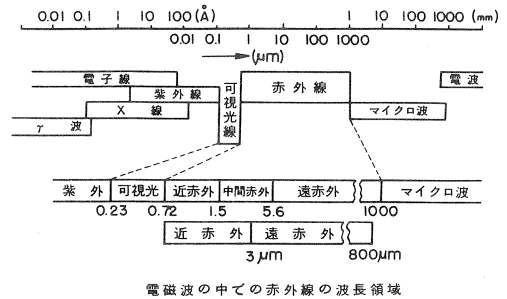 0.01 0.1 1 10 100 (Å) 1 10 100 1000 (mm)
0.01 0.1 1 10 100 1000
(μm)
電子線 可視光線 赤外線 電波
紫外線
X 線 マイクロ波
γ 波
紫外 可視光 近赤外 中間赤外 遠赤外 マイクロ波
0.23 0.72 1.5 5.6 1000
近赤外 遠赤外
3μm 800μm
電磁波の中での赤外線の波長領域